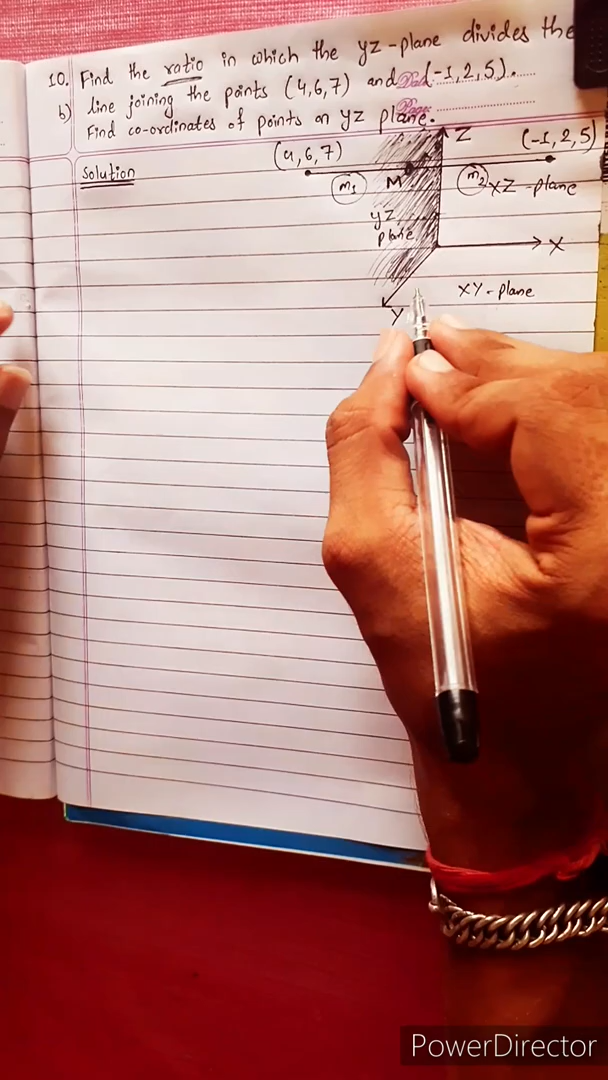 10. Find the ratio in which the yz-plane divides the
b) line joining the points (4,6,7) and (-1,2,5).
Find co-ordinates of points on yz plane.
Solution
(4,6,7)
(-1,2,5)
Z
m1
M
m2
XZ-plane
yz
plane
X
XY-plane
Y
PowerDirector